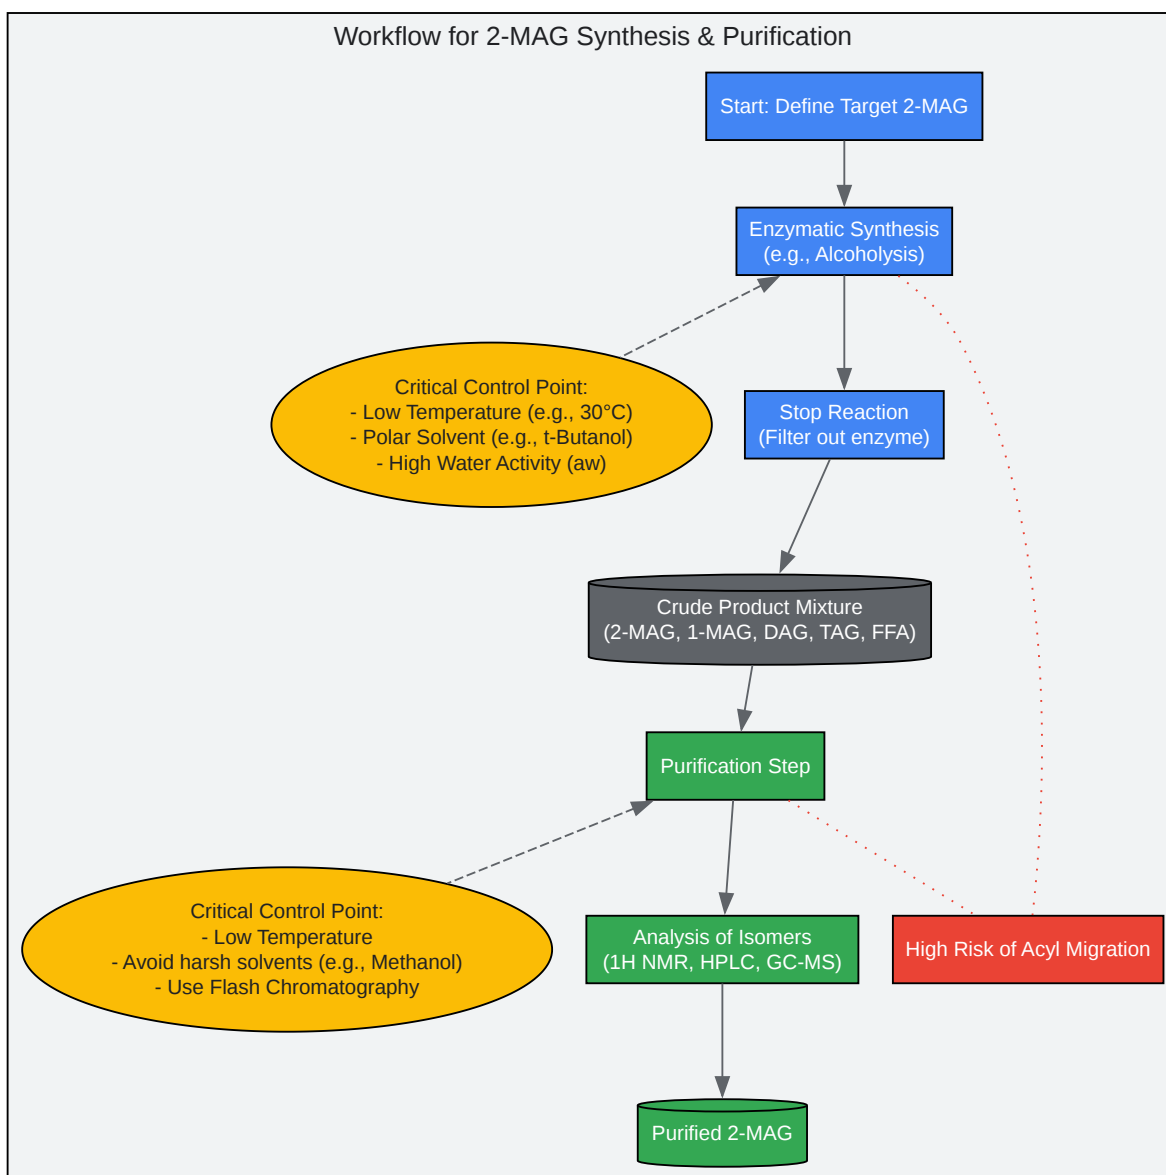 Workflow for 2-MAG Synthesis & Purification
Start: Define Target 2-MAG
Enzymatic Synthesis
(e.g., Alcoholysis)
Critical Control Point:
- Low Temperature (e.g., 30°C)
- Polar Solvent (e.g., t-Butanol)
- High Water Activity (aw)
Stop Reaction
(Filter out enzyme)
Crude Product Mixture
(2-MAG, 1-MAG, DAG, TAG, FFA)
Purification Step
Critical Control Point:
- Low Temperature
- Avoid harsh solvents (e.g., Methanol)
- Use Flash Chromatography
Analysis of Isomers
(1H NMR, HPLC, GC-MS)
High Risk of Acyl Migration
Purified 2-MAG